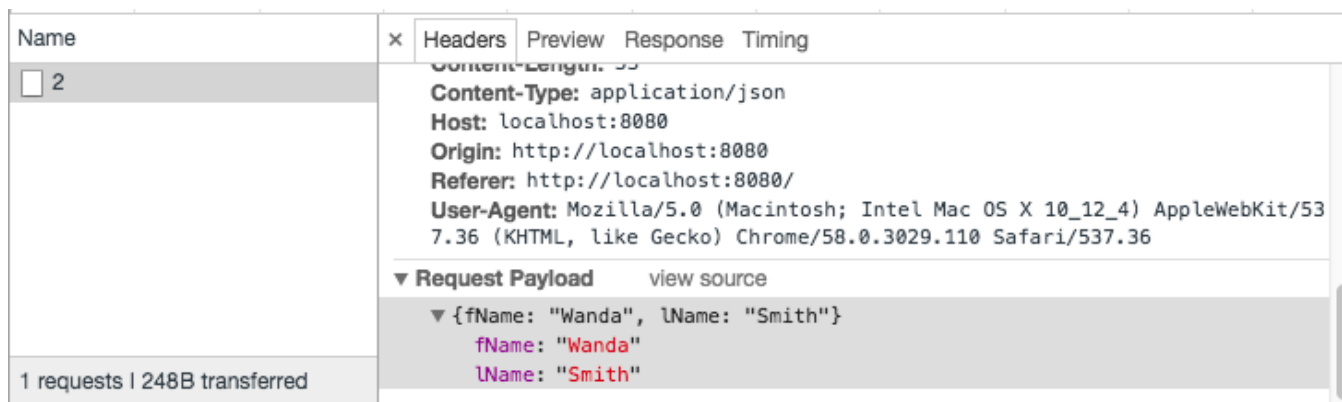 Name
× Headers Preview Response Timing
2
Content-Length:
Content-Type: application/json
Host: localhost:8080
Origin: http://localhost:8080
Referer: http://localhost:8080/
User-Agent: Mozilla/5.0 (Macintosh; Intel Mac OS X 10_12_4) AppleWebKit/53
7.36 (KHTML, like Gecko) Chrome/58.0.3029.110 Safari/537.36
▼ Request Payload view source
▼ {fName: "Wanda", lName: "Smith"}
fName: "Wanda"
lName: "Smith"
1 requests | 248B transferred